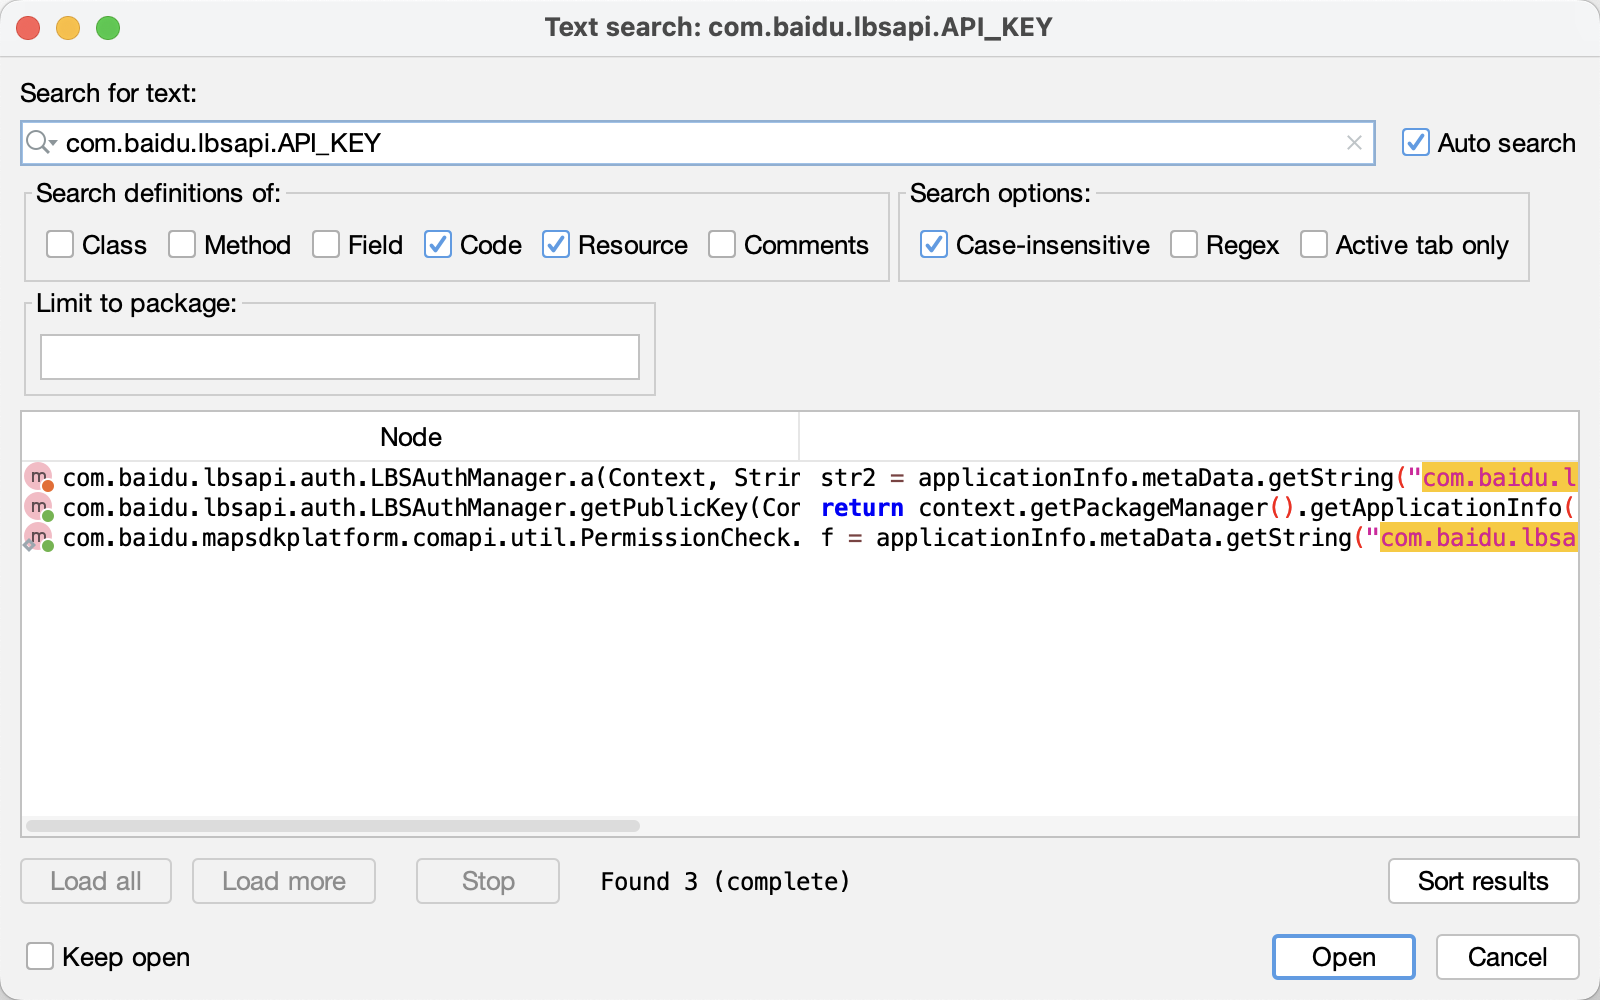 Text search: com.baidu.lbsapi.API_KEY
Search for text:
com.baidu.lbsapi.API_KEY
Auto search
Search definitions of:
Search options:
Class Method Field Code Resource Comments
Case-insensitive Regex Active tab only
Limit to package:
Node
m com.baidu.lbsapi.auth.LBSAuthManager.a(Context, Strin str2 = applicationInfo.metaData.getString("com.baidu.l
m com.baidu.lbsapi.auth.LBSAuthManager.getPublicKey(Con return context.getPackageManager().getApplicationInfo(
m com.baidu.mapsdkplatform.comapi.util.PermissionCheck. f = applicationInfo.metaData.getString("com.baidu.lbsa
Load all Load more Stop Found 3 (complete) Sort results
Keep open Open Cancel